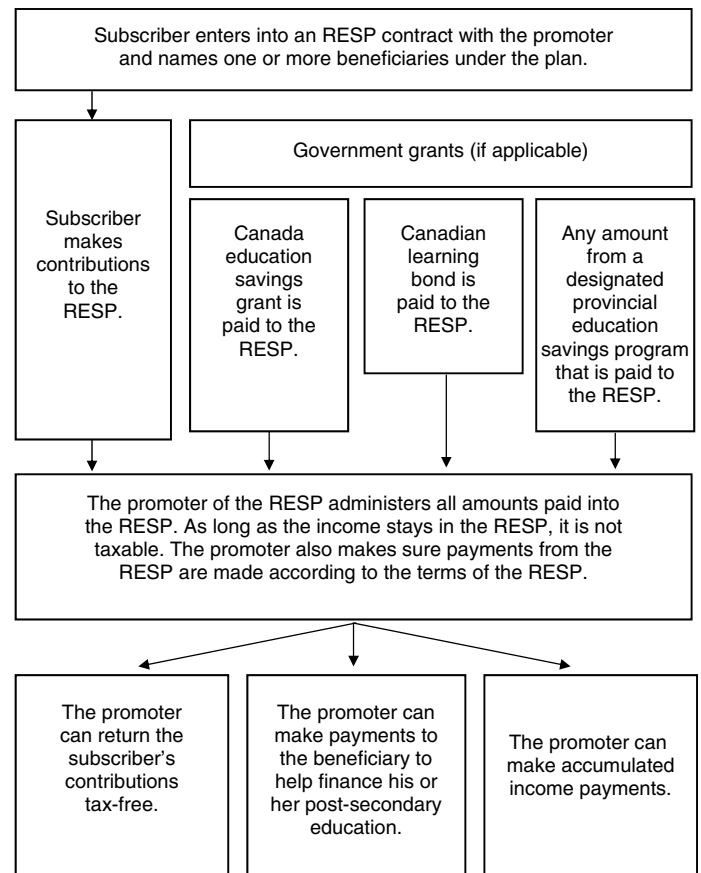 Subscriber enters into an RESP contract with the promoter
and names one or more beneficiaries under the plan.
Subscriber
makes
contributions
to the
RESP.
Government grants (if applicable)
Canada
education
savings
grant is
paid to the
RESP.
Canadian
learning
bond is
paid to the
RESP.
Any amount
from a
designated
provincial
education
savings program
that is paid to
the RESP.
The promoter of the RESP administers all amounts paid into
the RESP. As long as the income stays in the RESP, it is not
taxable. The promoter also makes sure payments from the
RESP are made according to the terms of the RESP.
The promoter
can return the
subscriber's
contributions
tax-free.
The promoter can
make payments to
the beneficiary to
help finance his or
her post-secondary
education.
The promoter can
make accumulated
income payments.